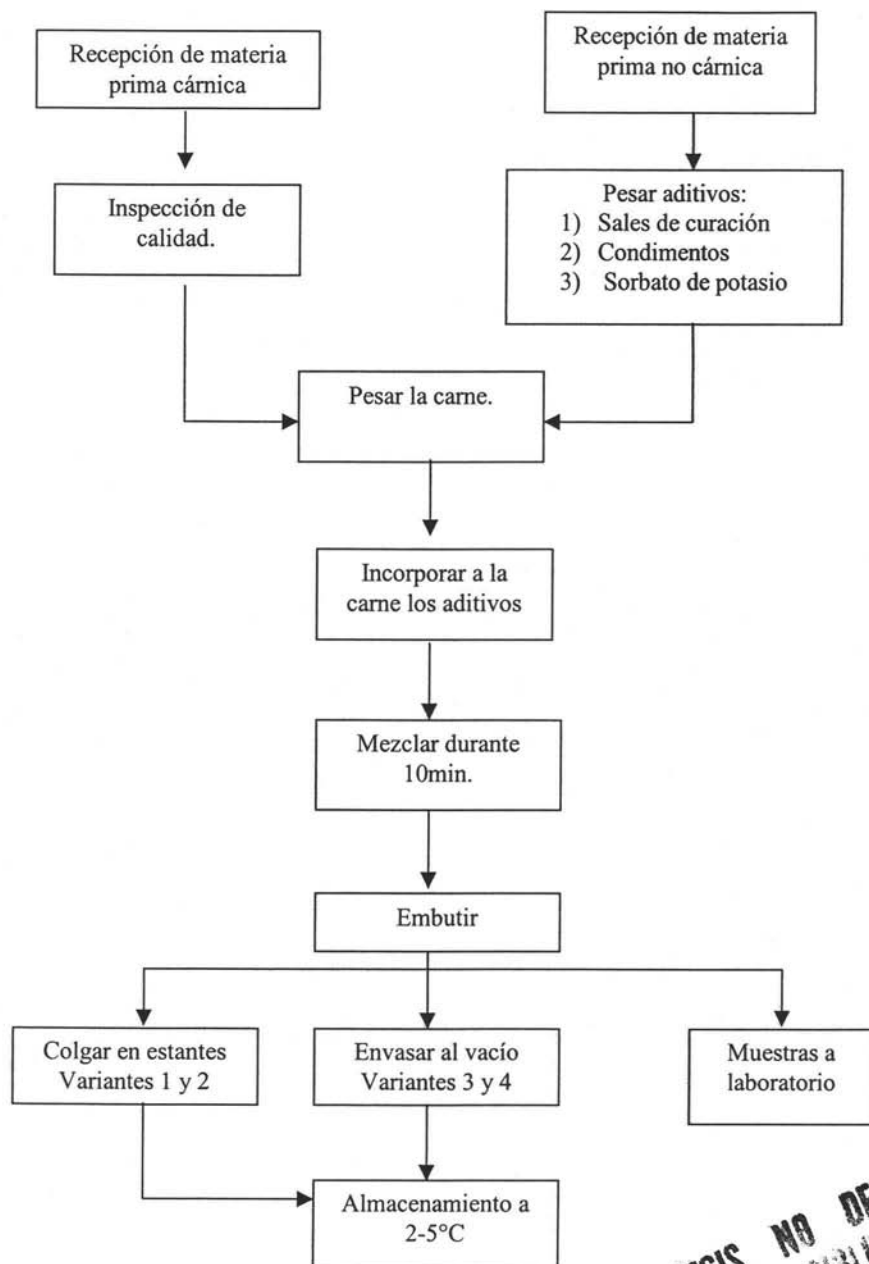 Recepción de materia
prima cárnica
Recepción de materia
prima no cárnica
Inspección de
calidad.
Pesar aditivos:
1) Sales de curación
2) Condimentos
3) Sorbato de potasio
Pesar la carne.
Incorporar a la
carne los aditivos
Mezclar durante
10min.
Embutir
Colgar en estantes
Variantes 1 y 2
Envasar al vacío
Variantes 3 y 4
Muestras a
laboratorio
Almacenamiento a
2-5°C
NO